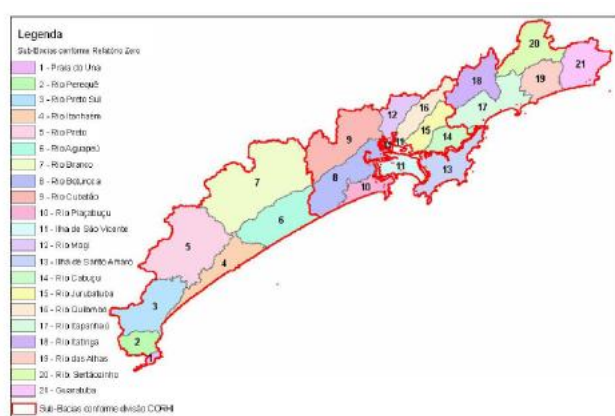 Legenda
Sub-Bacias conforme Relatório Zero
1 - Praia do Una
2 - Rio Perequê
3 - Rio Preto Sul
4 - Rio Itanhaém
5 - Rio Preto
6 - Rio Aguapeú
7 - Rio Branco
8 - Rio Boturoca
9 - Rio Cubatão
10 - Rio Piaçabuçu
11 - Ilha de São Vicente
12 - Rio Mogi
13 - Ilha de Santo Amaro
14 - Rio Cabuçu
15 - Rio Jurubatuba
16 - Rio Quilombo
17 - Rio Itapanhaú
18 - Rio Itatinga
19 - Rio das Alhas
20 - Rib. Sertãozinho
21 - Guaratuba
Sub-Bacias conforme divisão CORHI
20
21
18
19
16
17
12
15
9
14
11
13
8
10
7
6
5
4
3
2
1